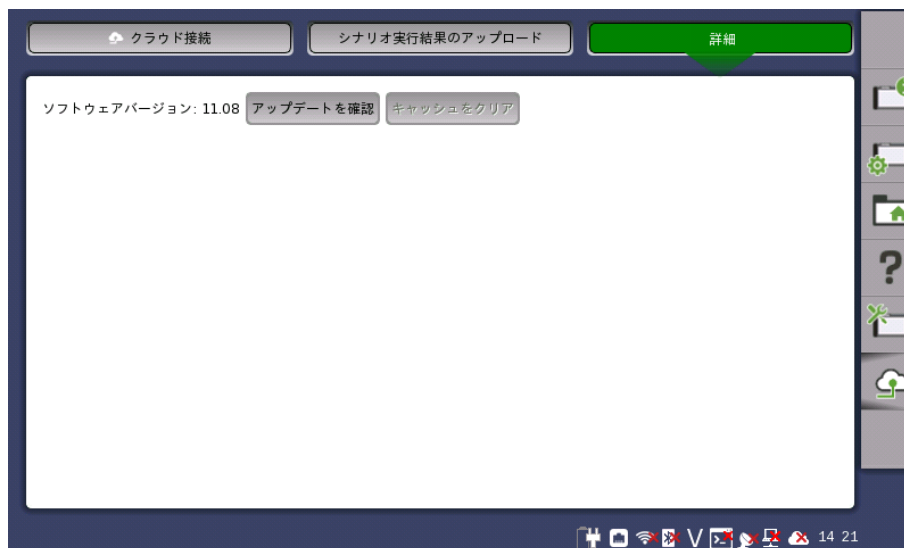 クラウド接続
シナリオ実行結果のアップロード
詳細
ソフトウェアバージョン: 11.08 アップデートを確認 キャッシュをクリア
?
V 14 21